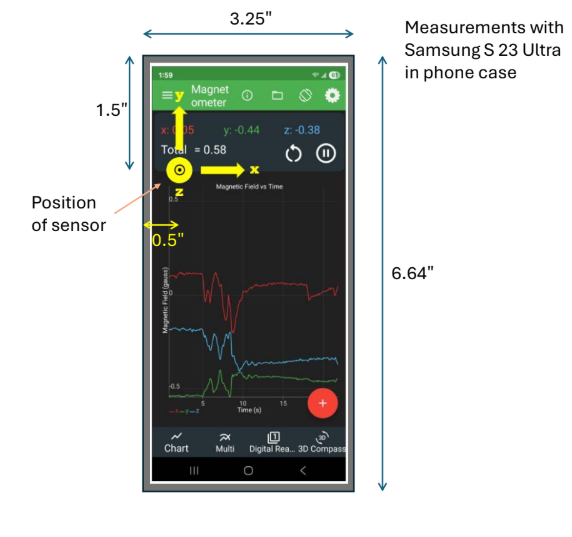 3.25"
Measurements with
Samsung S 23 Ultra
in phone case
1:59
Magnet
ometer
y
1.5"
y: -0.44
z: -0.38
Total = 0.58
x
z
Magnetic Field vs Time
Position
of sensor
0.5
0.5"
6.64"
Magnetic Field (gauss)
0
-0.5
5
10
15
Time (s)
x y z
+
Chart
Multi
Digital Rea...
3D Compass